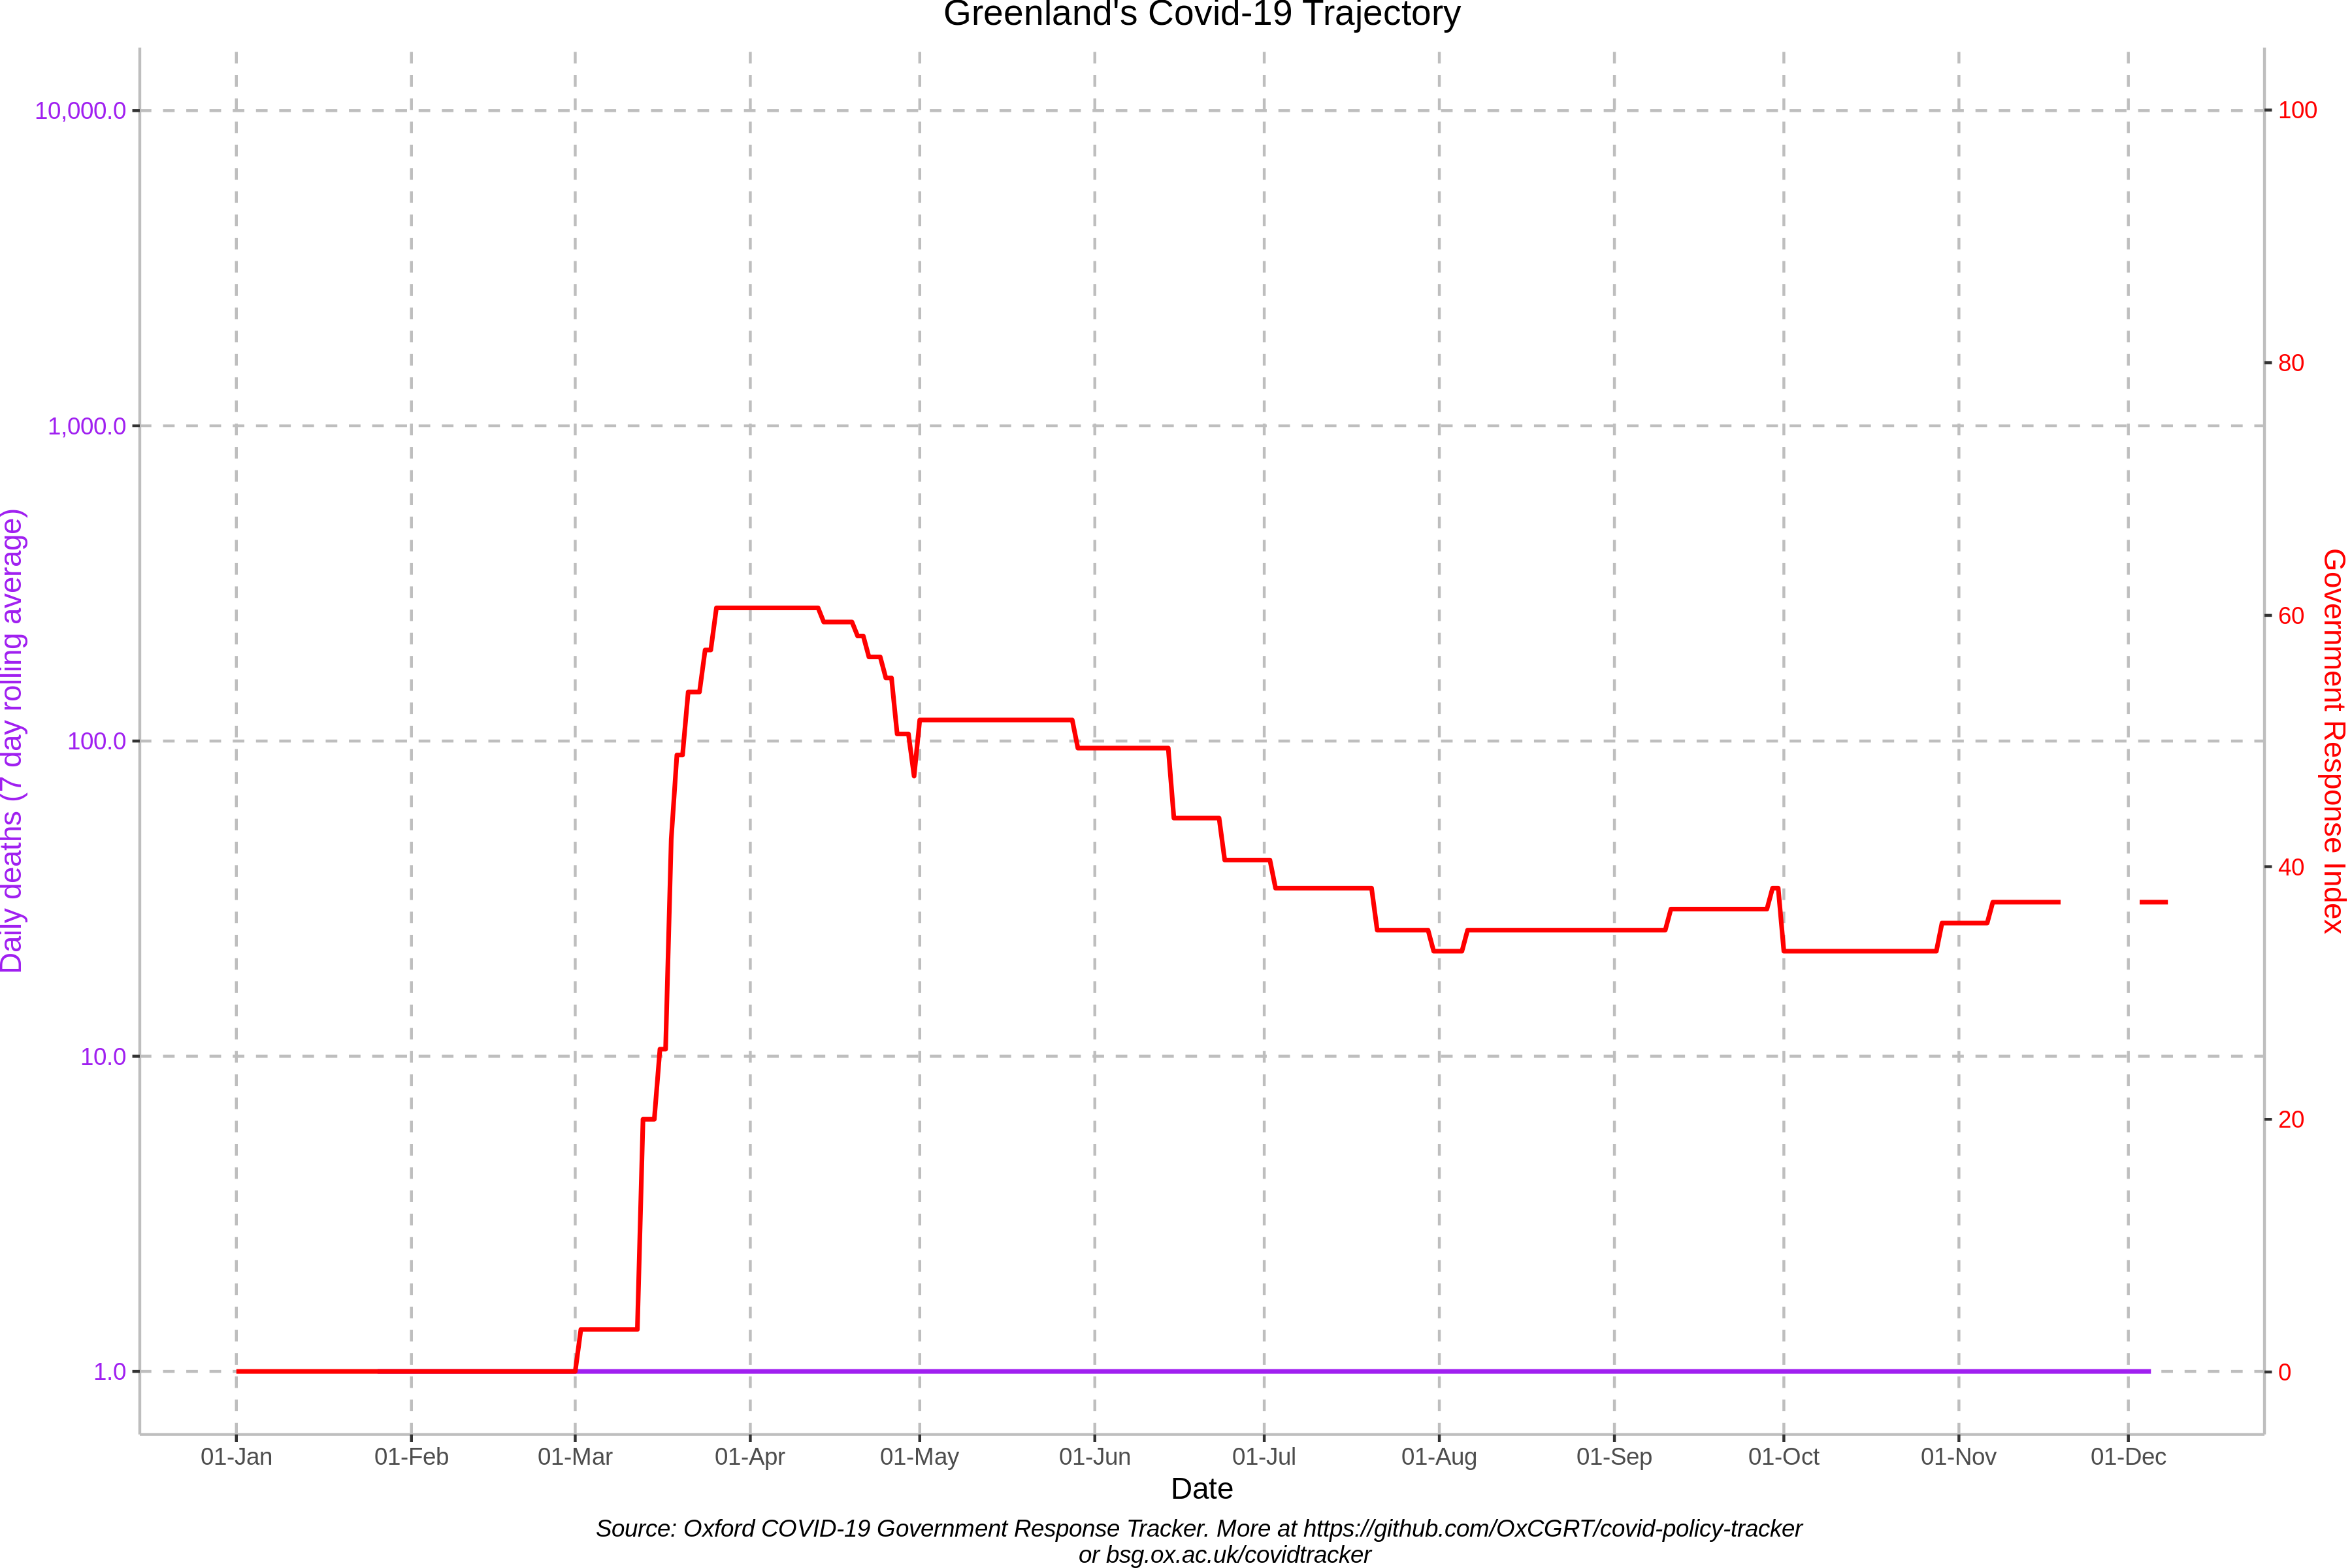 Greenland's Covid-19 Trajectory
10,000.0
1,000.0
100.0
10.0
1.0
Daily deaths (7 day rolling average)
100
80
60
40
20
0
Government Response Index
01-Jan 01-Feb 01-Mar 01-Apr 01-May 01-Jun 01-Jul 01-Aug 01-Sep 01-Oct 01-Nov 01-Dec
Date
Source: Oxford COVID-19 Government Response Tracker. More at https://github.com/OxCGRT/covid-policy-tracker
or bsg.ox.ac.uk/covidtracker